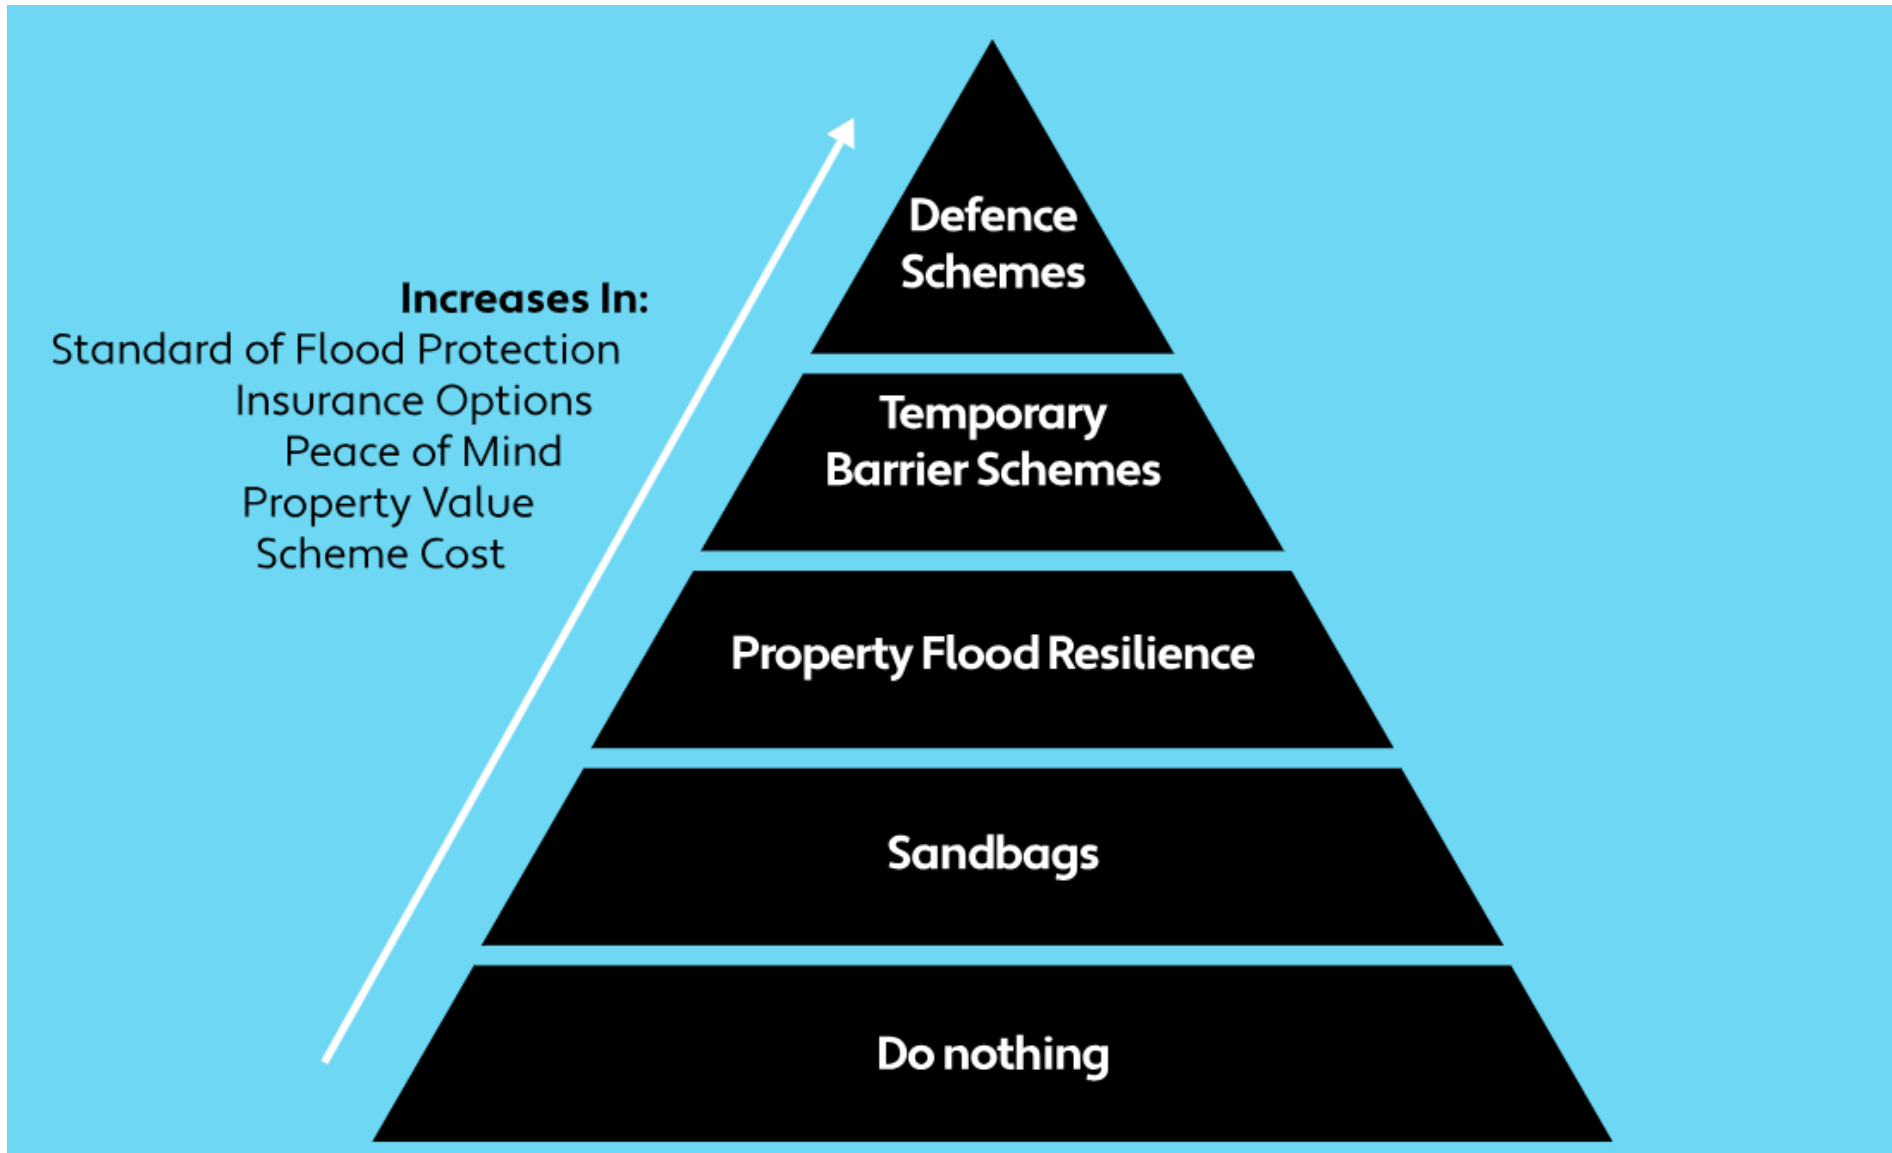 Defence
Schemes
Increases In:
Standard of Flood Protection
Insurance Options
Peace of Mind
Property Value
Scheme Cost
Temporary
Barrier Schemes
Property Flood Resilience
Sandbags
Do nothing